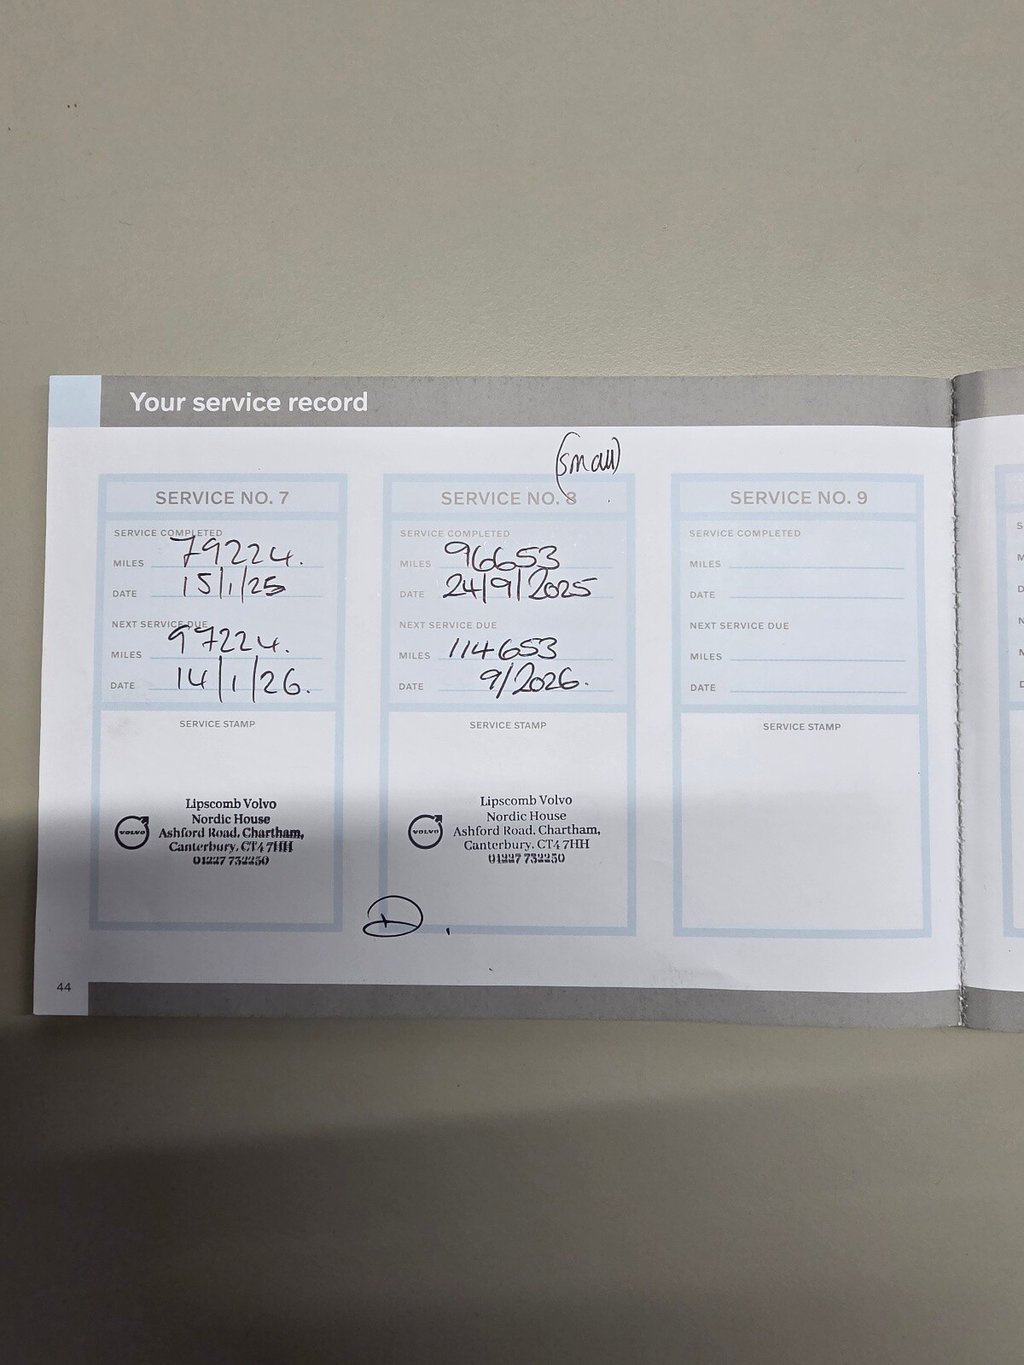 Your service record
(small)
SERVICE NO. 7
SERVICE COMPLETED
MILES 79224.
DATE 15/1/25
NEXT SERVICE DUE
MILES 97224.
DATE 14/1/26.
SERVICE STAMP
VOLVO
Lipscomb Volvo
Nordic House
Ashford Road, Chartham,
Canterbury. CT4 7HH
01227 732250
SERVICE NO. 8
SERVICE COMPLETED
MILES 96653
DATE 24/9/2025
NEXT SERVICE DUE
MILES 114653
DATE 9/2026.
SERVICE STAMP
VOLVO
Lipscomb Volvo
Nordic House
Ashford Road. Chartham,
Canterbury. CT4 7HH
01227 732250
SERVICE NO. 9
SERVICE COMPLETED
MILES
DATE
NEXT SERVICE DUE
MILES
DATE
SERVICE STAMP
44